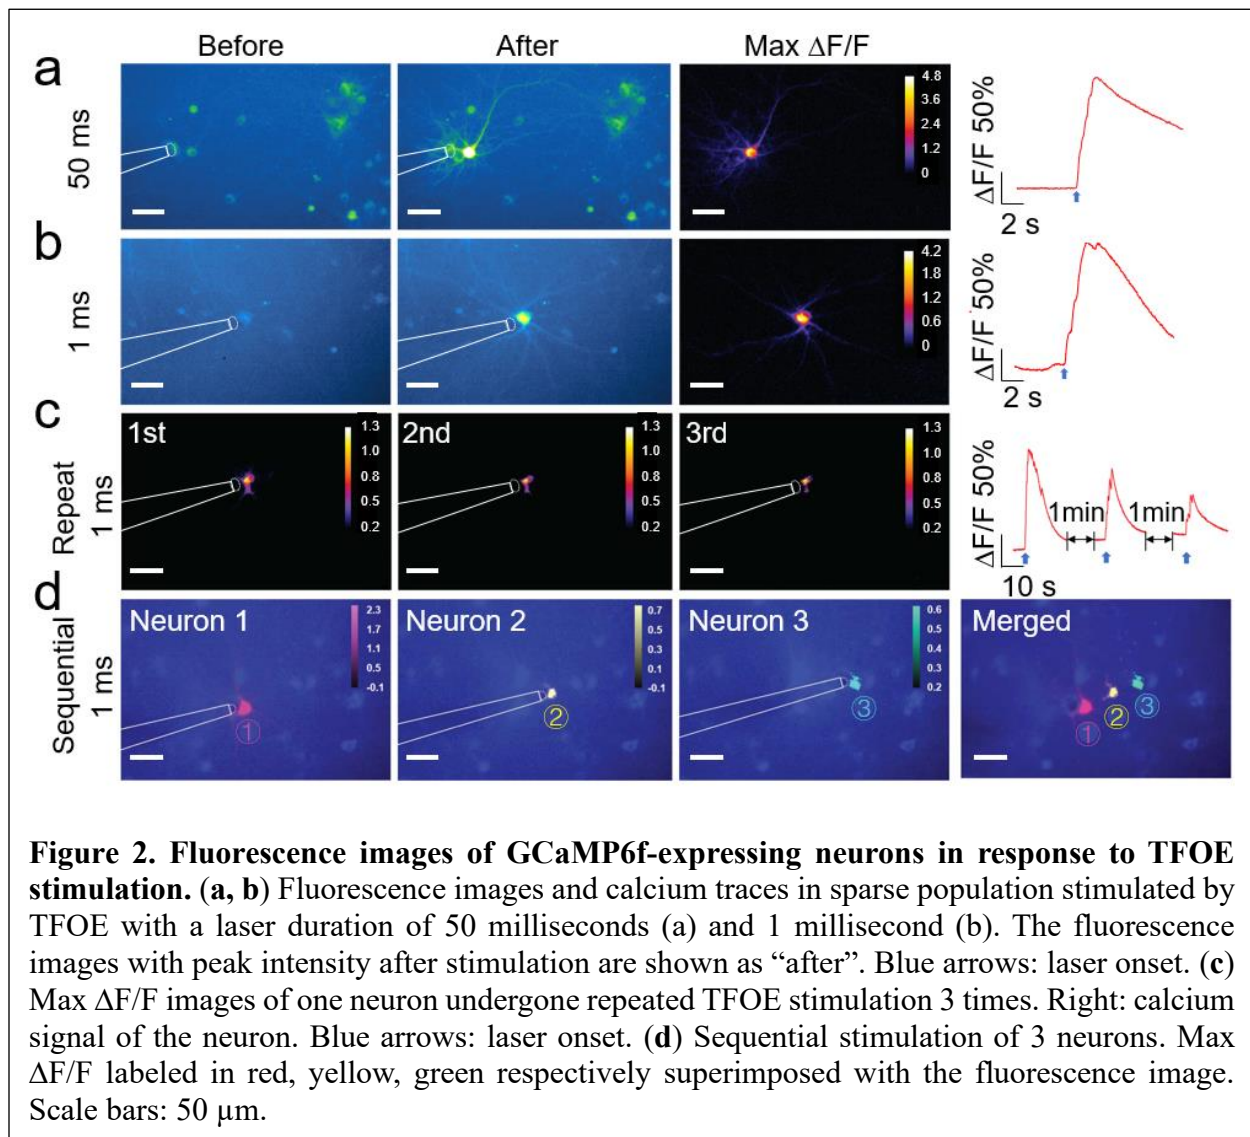 Before
After
Max ΔF/F
a
50 ms
4.8
3.6
2.4
1.2
0
ΔF/F 50%
2 s
b
1 ms
4.2
1.2
0.6
0
ΔF/F 50%
2 s
c
Repeat
1 ms
1st
1.3
1.0
0.8
0.5
0.2
2nd
1.3
1.0
0.8
0.5
0.2
3rd
1.3
1.0
0.8
0.5
0.2
ΔF/F 50%
1min
1min
10 s
d
Sequential
1 ms
Neuron 1
2.3
1.7
1.1
0.5
-0.1
①
Neuron 2
0.7
0.5
0.3
0.1
-0.1
②
Neuron 3
0.6
0.5
0.4
0.3
0.2
③
Merged
①
②
③
Figure 2. Fluorescence images of GCaMP6f-expressing neurons in response to TFOE
stimulation. (a, b) Fluorescence images and calcium traces in sparse population stimulated by
TFOE with a laser duration of 50 milliseconds (a) and 1 millisecond (b). The fluorescence
images with peak intensity after stimulation are shown as “after”. Blue arrows: laser onset. (c)
Max ΔF/F images of one neuron undergone repeated TFOE stimulation 3 times. Right: calcium
signal of the neuron. Blue arrows: laser onset. (d) Sequential stimulation of 3 neurons. Max
ΔF/F labeled in red, yellow, green respectively superimposed with the fluorescence image.
Scale bars: 50 µm.